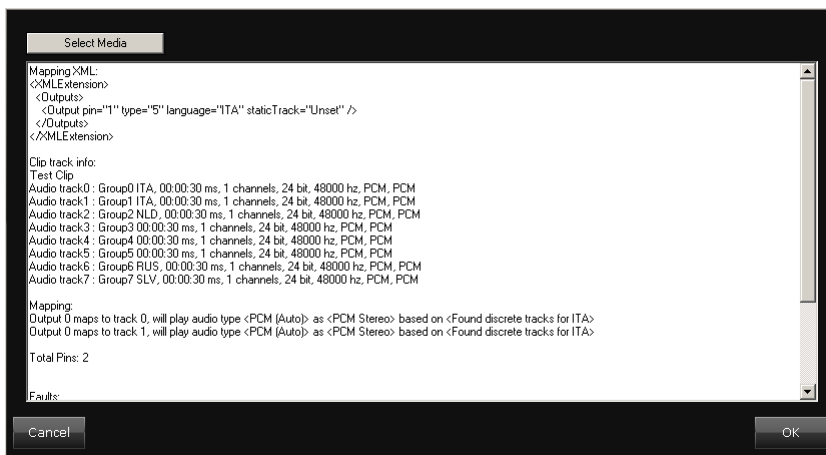 Select Media
Mapping XML:
<XMLExtension>
<Outputs>
<Output pin="1" type="5" language="ITA" staticTrack="Unset" />
</Outputs>
</XMLExtension>
Clip track info:
Test Clip
Audio track0 : Group0 ITA, 00:00:30 ms, 1 channels, 24 bit, 48000 hz, PCM, PCM
Audio track1 : Group1 ITA, 00:00:30 ms, 1 channels, 24 bit, 48000 hz, PCM, PCM
Audio track2 : Group2 NLD, 00:00:30 ms, 1 channels, 24 bit, 48000 hz, PCM, PCM
Audio track3 : Group3 00:00:30 ms, 1 channels, 24 bit, 48000 hz, PCM, PCM
Audio track4 : Group4 00:00:30 ms, 1 channels, 24 bit, 48000 hz, PCM, PCM
Audio track5 : Group5 00:00:30 ms, 1 channels, 24 bit, 48000 hz, PCM, PCM
Audio track6 : Group6 RUS, 00:00:30 ms, 1 channels, 24 bit, 48000 hz, PCM, PCM
Audio track7 : Group7 SLV, 00:00:30 ms, 1 channels, 24 bit, 48000 hz, PCM, PCM
Mapping:
Output 0 maps to track 0, will play audio type <PCM (Auto)> as <PCM Stereo> based on <Found discrete tracks for ITA>
Output 0 maps to track 1, will play audio type <PCM (Auto)> as <PCM Stereo> based on <Found discrete tracks for ITA>
Total Pins: 2
Faults:
Cancel
OK